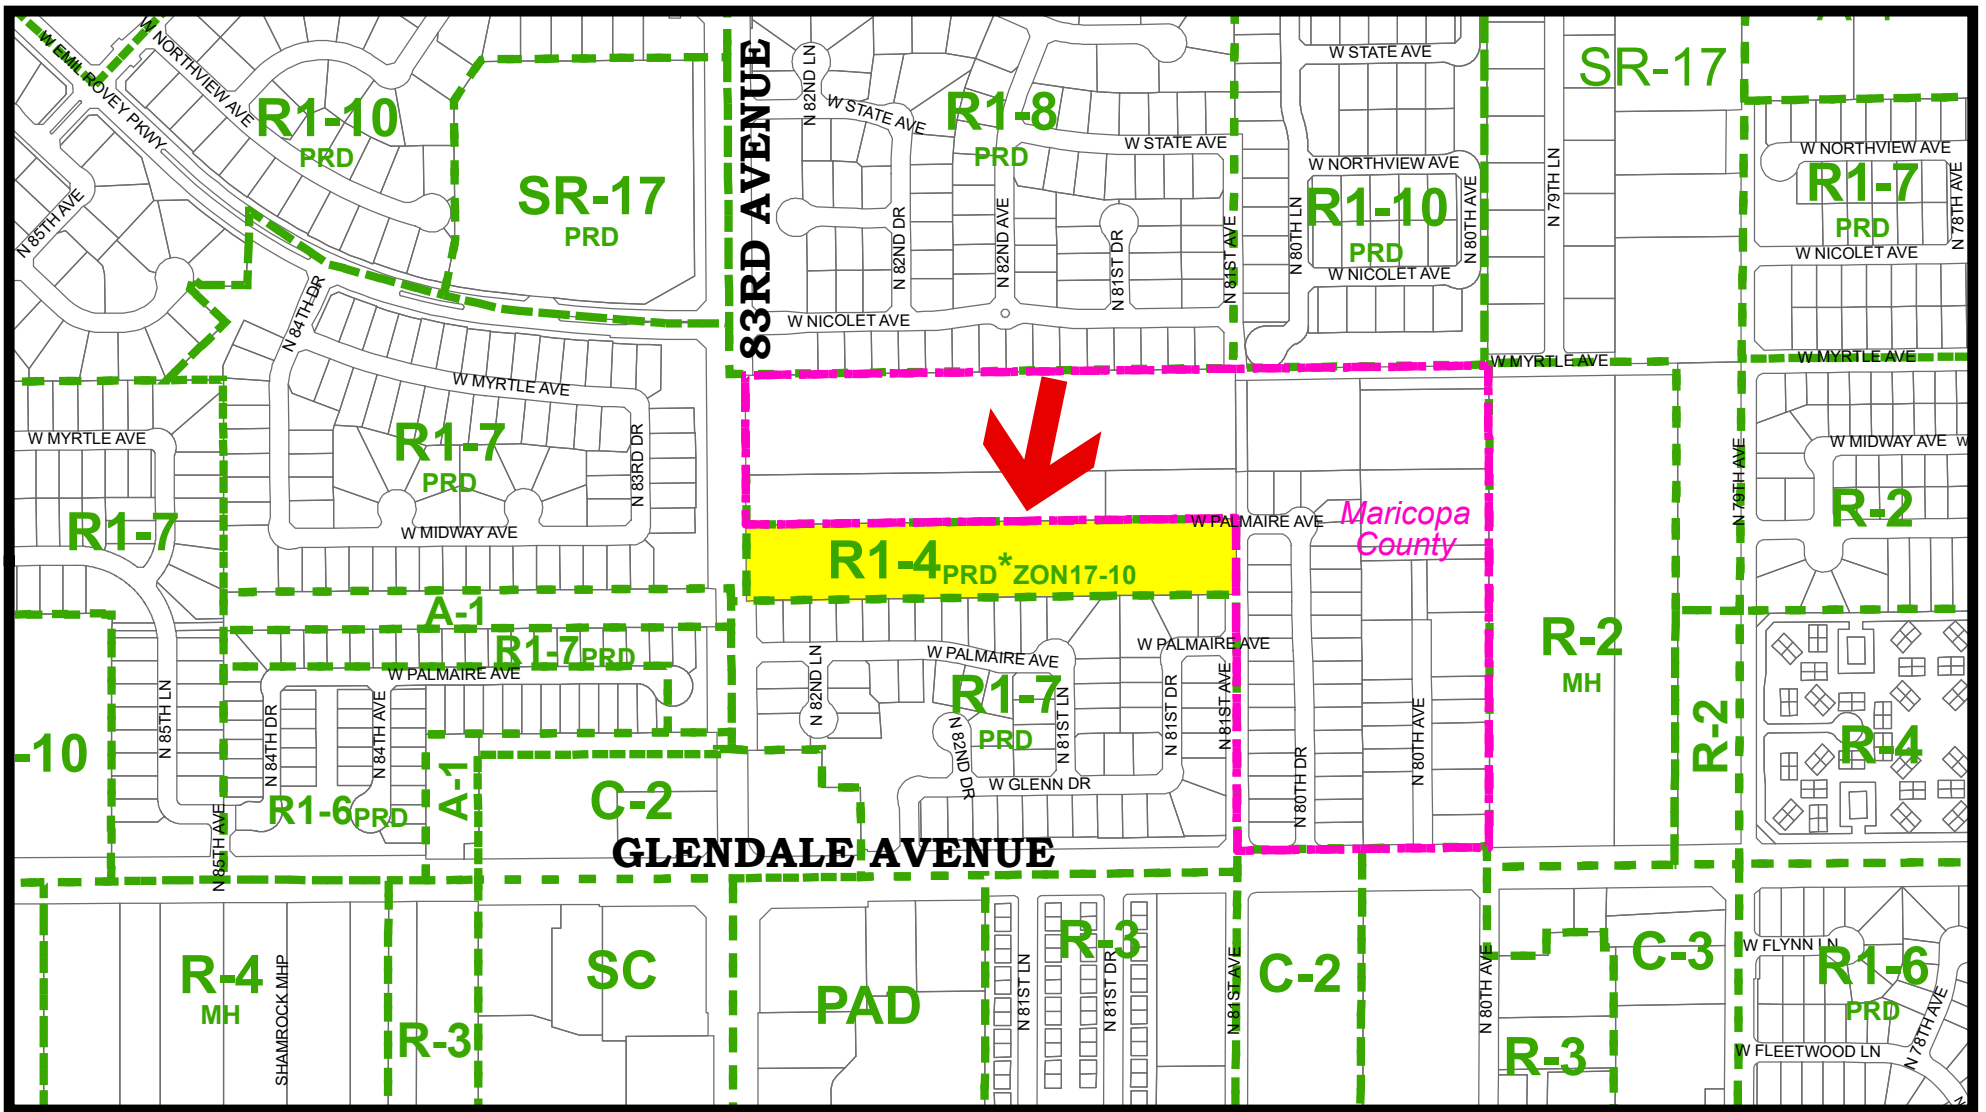 W EMIL ROVEY PKWY
W NORTHVIEW AVE
R1-10
PRD
N 85TH AVE
SR-17
PRD
83RD AVENUE
N 82ND LN
W STATE AVE
R1-8
PRD
W STATE AVE
N 82ND DR
N 82ND AVE
N 81ST DR
N 81ST AVE
W NICOLET AVE
W STATE AVE
W NORTHVIEW AVE
R1-10
PRD
N 80TH LN
N 80TH AVE
W NICOLET AVE
SR-17
N 79TH LN
W NORTHVIEW AVE
R1-7
PRD
N 78TH AVE
W NICOLET AVE
W MYRTLE AVE
W MYRTLE AVE
N 84TH DR
W MYRTLE AVE
R1-7
PRD
N 83RD DR
W MIDWAY AVE
W MYRTLE AVE
R1-7
W PALMAIRE AVE
Maricopa
County
R1-4PRD*ZON17-10
N 79TH AVE
W MIDWAY AVE
W
R-2
A-1
R1-7PRD
W PALMAIRE AVE
W PALMAIRE AVE
W PALMAIRE AVE
R1-7
PRD
N 82ND LN
N 82ND DR
N 81ST LN
N 81ST DR
N 81ST AVE
W GLENN DR
N 80TH DR
N 80TH AVE
R-2
MH
R-2
R-4
-10
N 85TH LN
N 84TH DR
N 84TH AVE
R1-6PRD
A-1
C-2
N 85TH AVE
GLENDALE AVENUE
R-4
MH
SHAMROCK MHP
R-3
SC
PAD
N 81ST LN
R-3
N 81ST DR
N 81ST AVE
C-2
N 80TH AVE
R-3
C-3
W FLYNN LN
R1-6
PRD
N 78TH AVE
W FLEETWOOD LN